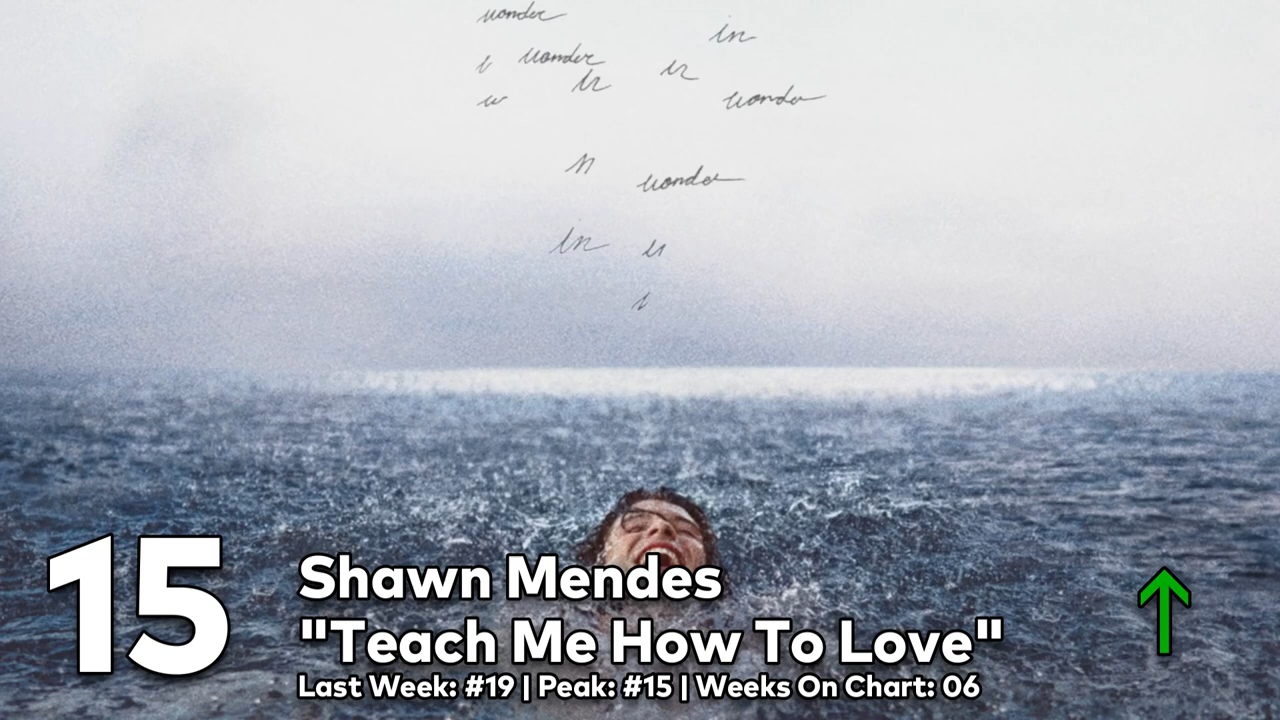 wonder
in
wonder
wonder
wonder
in
15
Shawn Mendes
"Teach Me How To Love"
Last Week: #19 | Peak: #15 | Weeks On Chart: 06